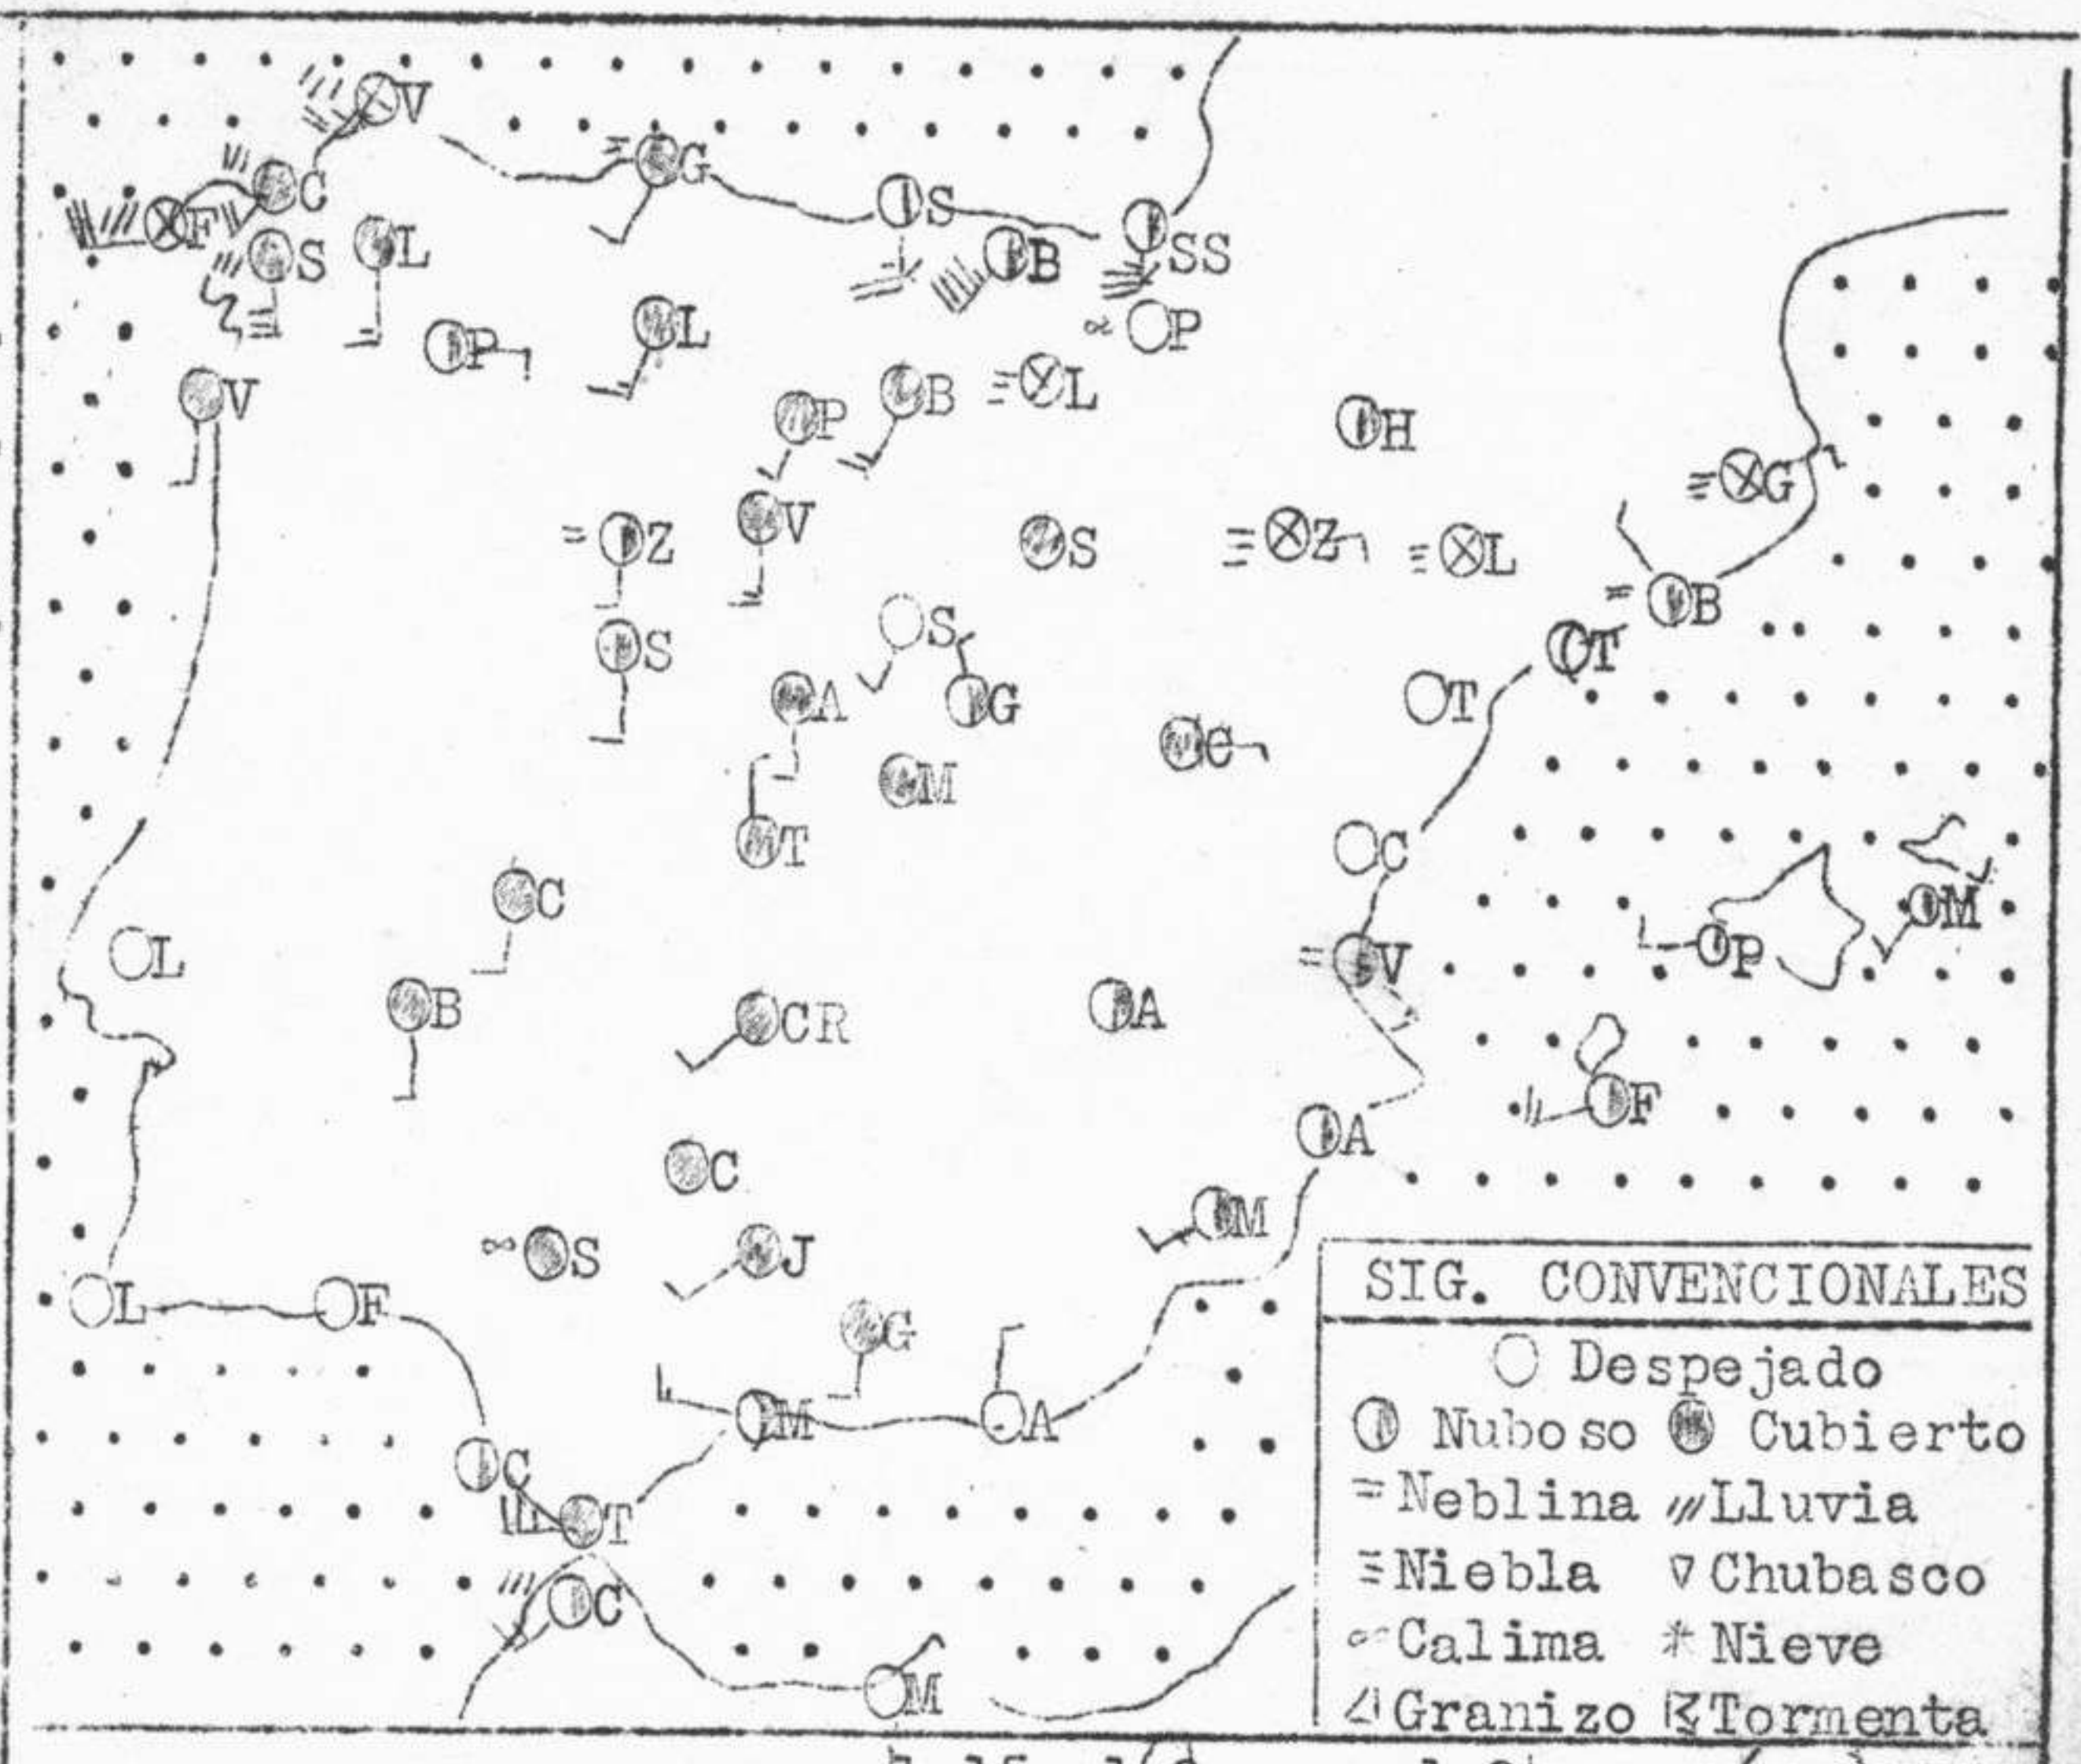 V
G
C
S
F
SS
L
S
B
P
L
P
V
B
L
P
H
G
V
Z
S
Z
L
B
S
S
T
A
G
T
C
M
T
C
C
M
L
V
P
B
CR
A
F
A
C
M
S
J
L
F
G
M
A
C
T
C
M
SIG. CONVENCIONALES
Despejado
Nuboso Cubierto
Neblina Lluvia
Niebla Chubasco
Calima Nieve
Granizo Tormenta